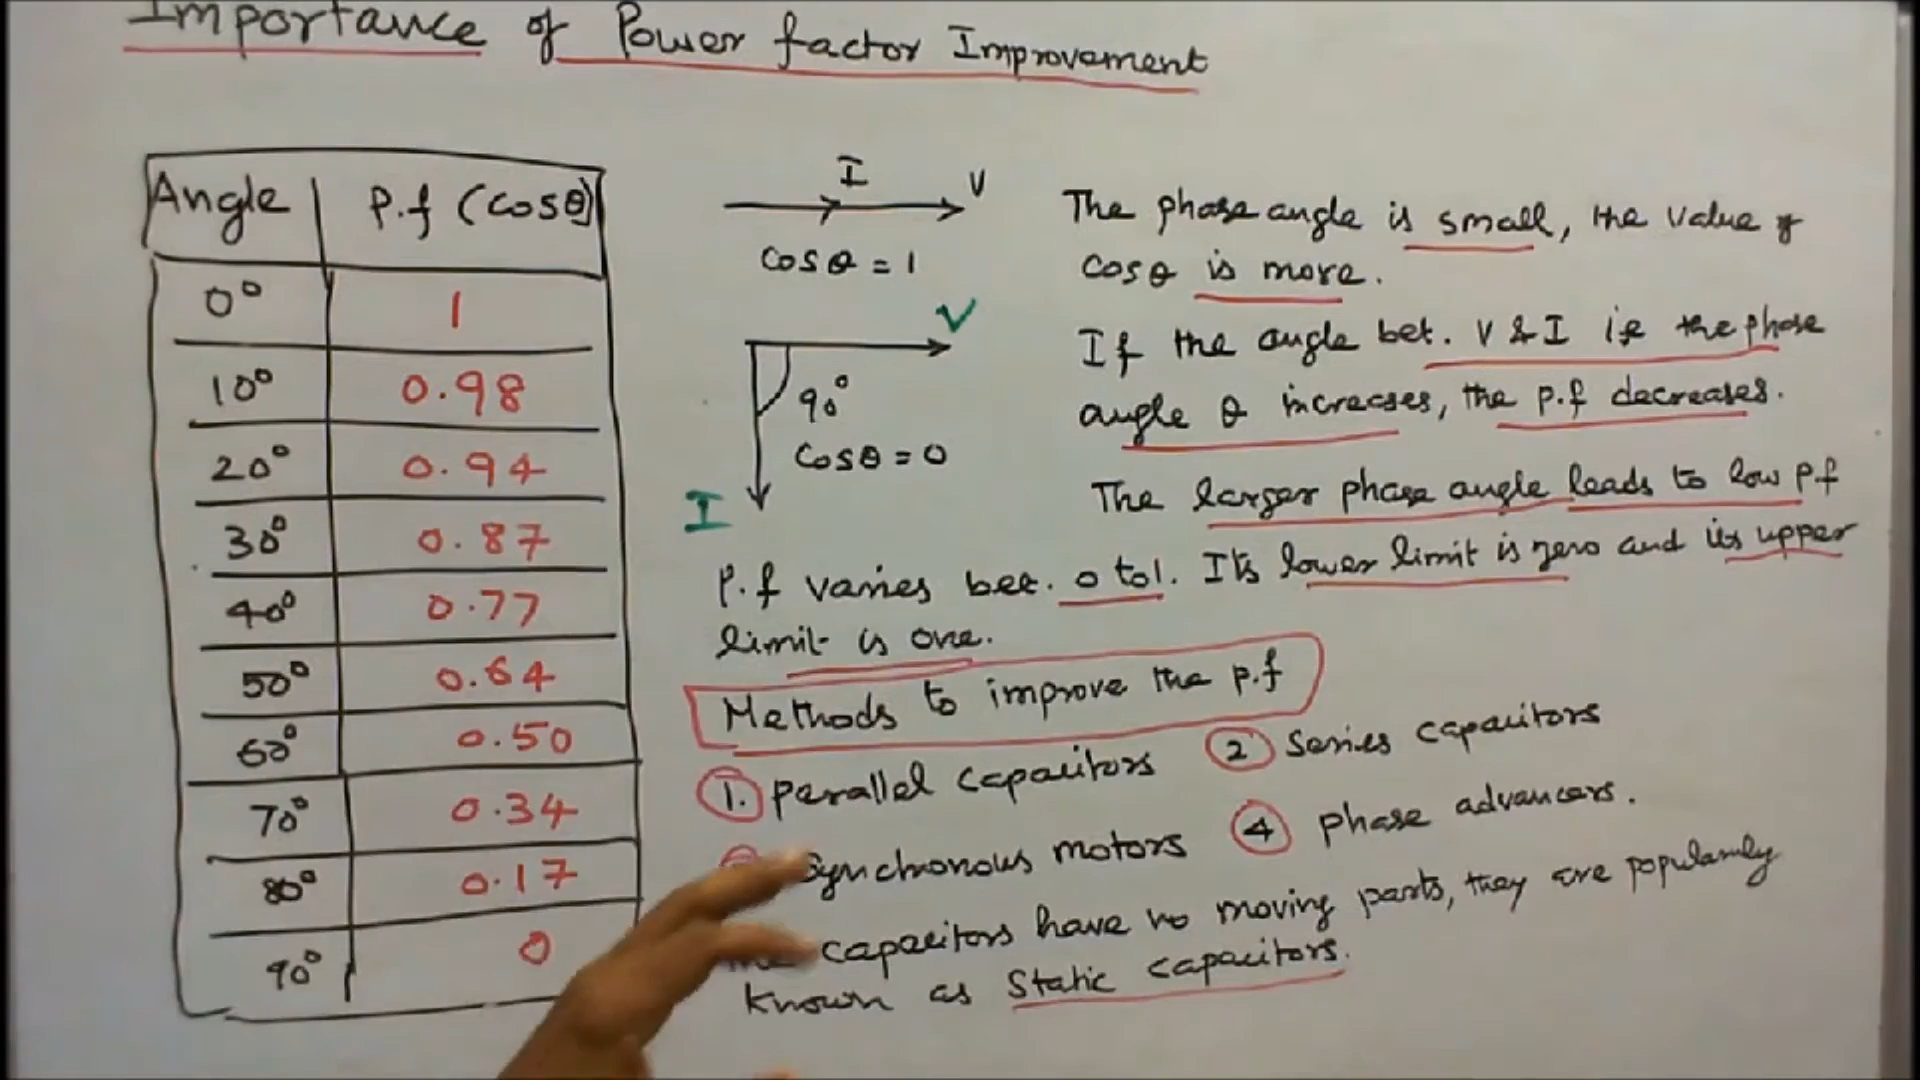 Importance of Power factor Improvement
Angle P.f (cosθ)
0° 1
10° 0.98
20° 0.94
30° 0.87
40° 0.77
50° 0.64
60° 0.50
70° 0.34
80° 0.17
90° 0
I V
cosθ = 1
V
90°
cosθ = 0
I
The phase angle is small, the value of
cosθ is more.
If the angle bet. V & I ie the phase
angle θ increases, the p.f decreases.
The larger phase angle leads to low p.f
P.f varies bet. 0 to 1. It's lower limit is zero and its upper
limit is one.
Methods to improve the p.f
1. parallel capacitors 2 Series capacitors
Synchronous motors 4 phase advancers.
capacitors have no moving parts, they are popularly
known as Static capacitors.